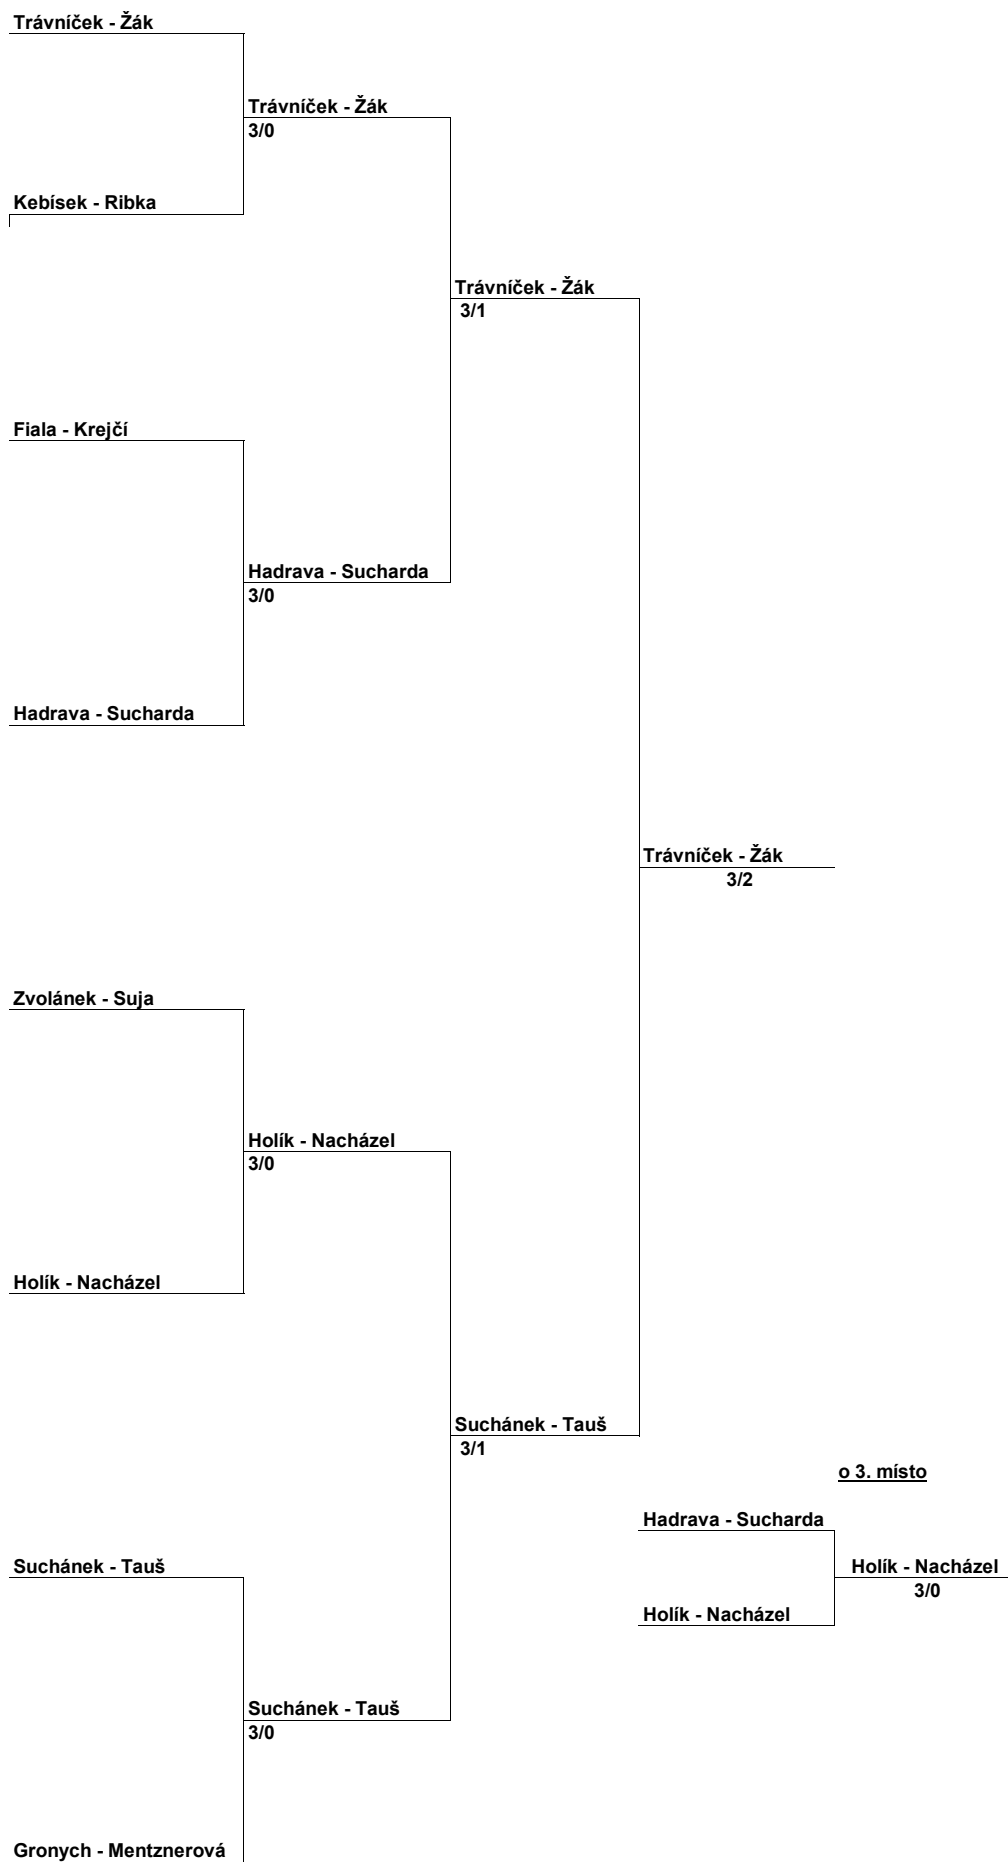 Trávníček - Žák
Trávníček - Žák
3/0
Kebísek - Ribka
Trávníček - Žák
3/1
Fiala - Krejčí
Hadrava - Sucharda
3/0
Hadrava - Sucharda
Trávníček - Žák
3/2
Zvolánek - Suja
Holík - Nacházel
3/0
Holík - Nacházel
Suchánek - Tauš
3/1
o 3. místo
Hadrava - Sucharda
Suchánek - Tauš
Holík - Nacházel
3/0
Holík - Nacházel
Suchánek - Tauš
3/0
Gronych - Mentznerová